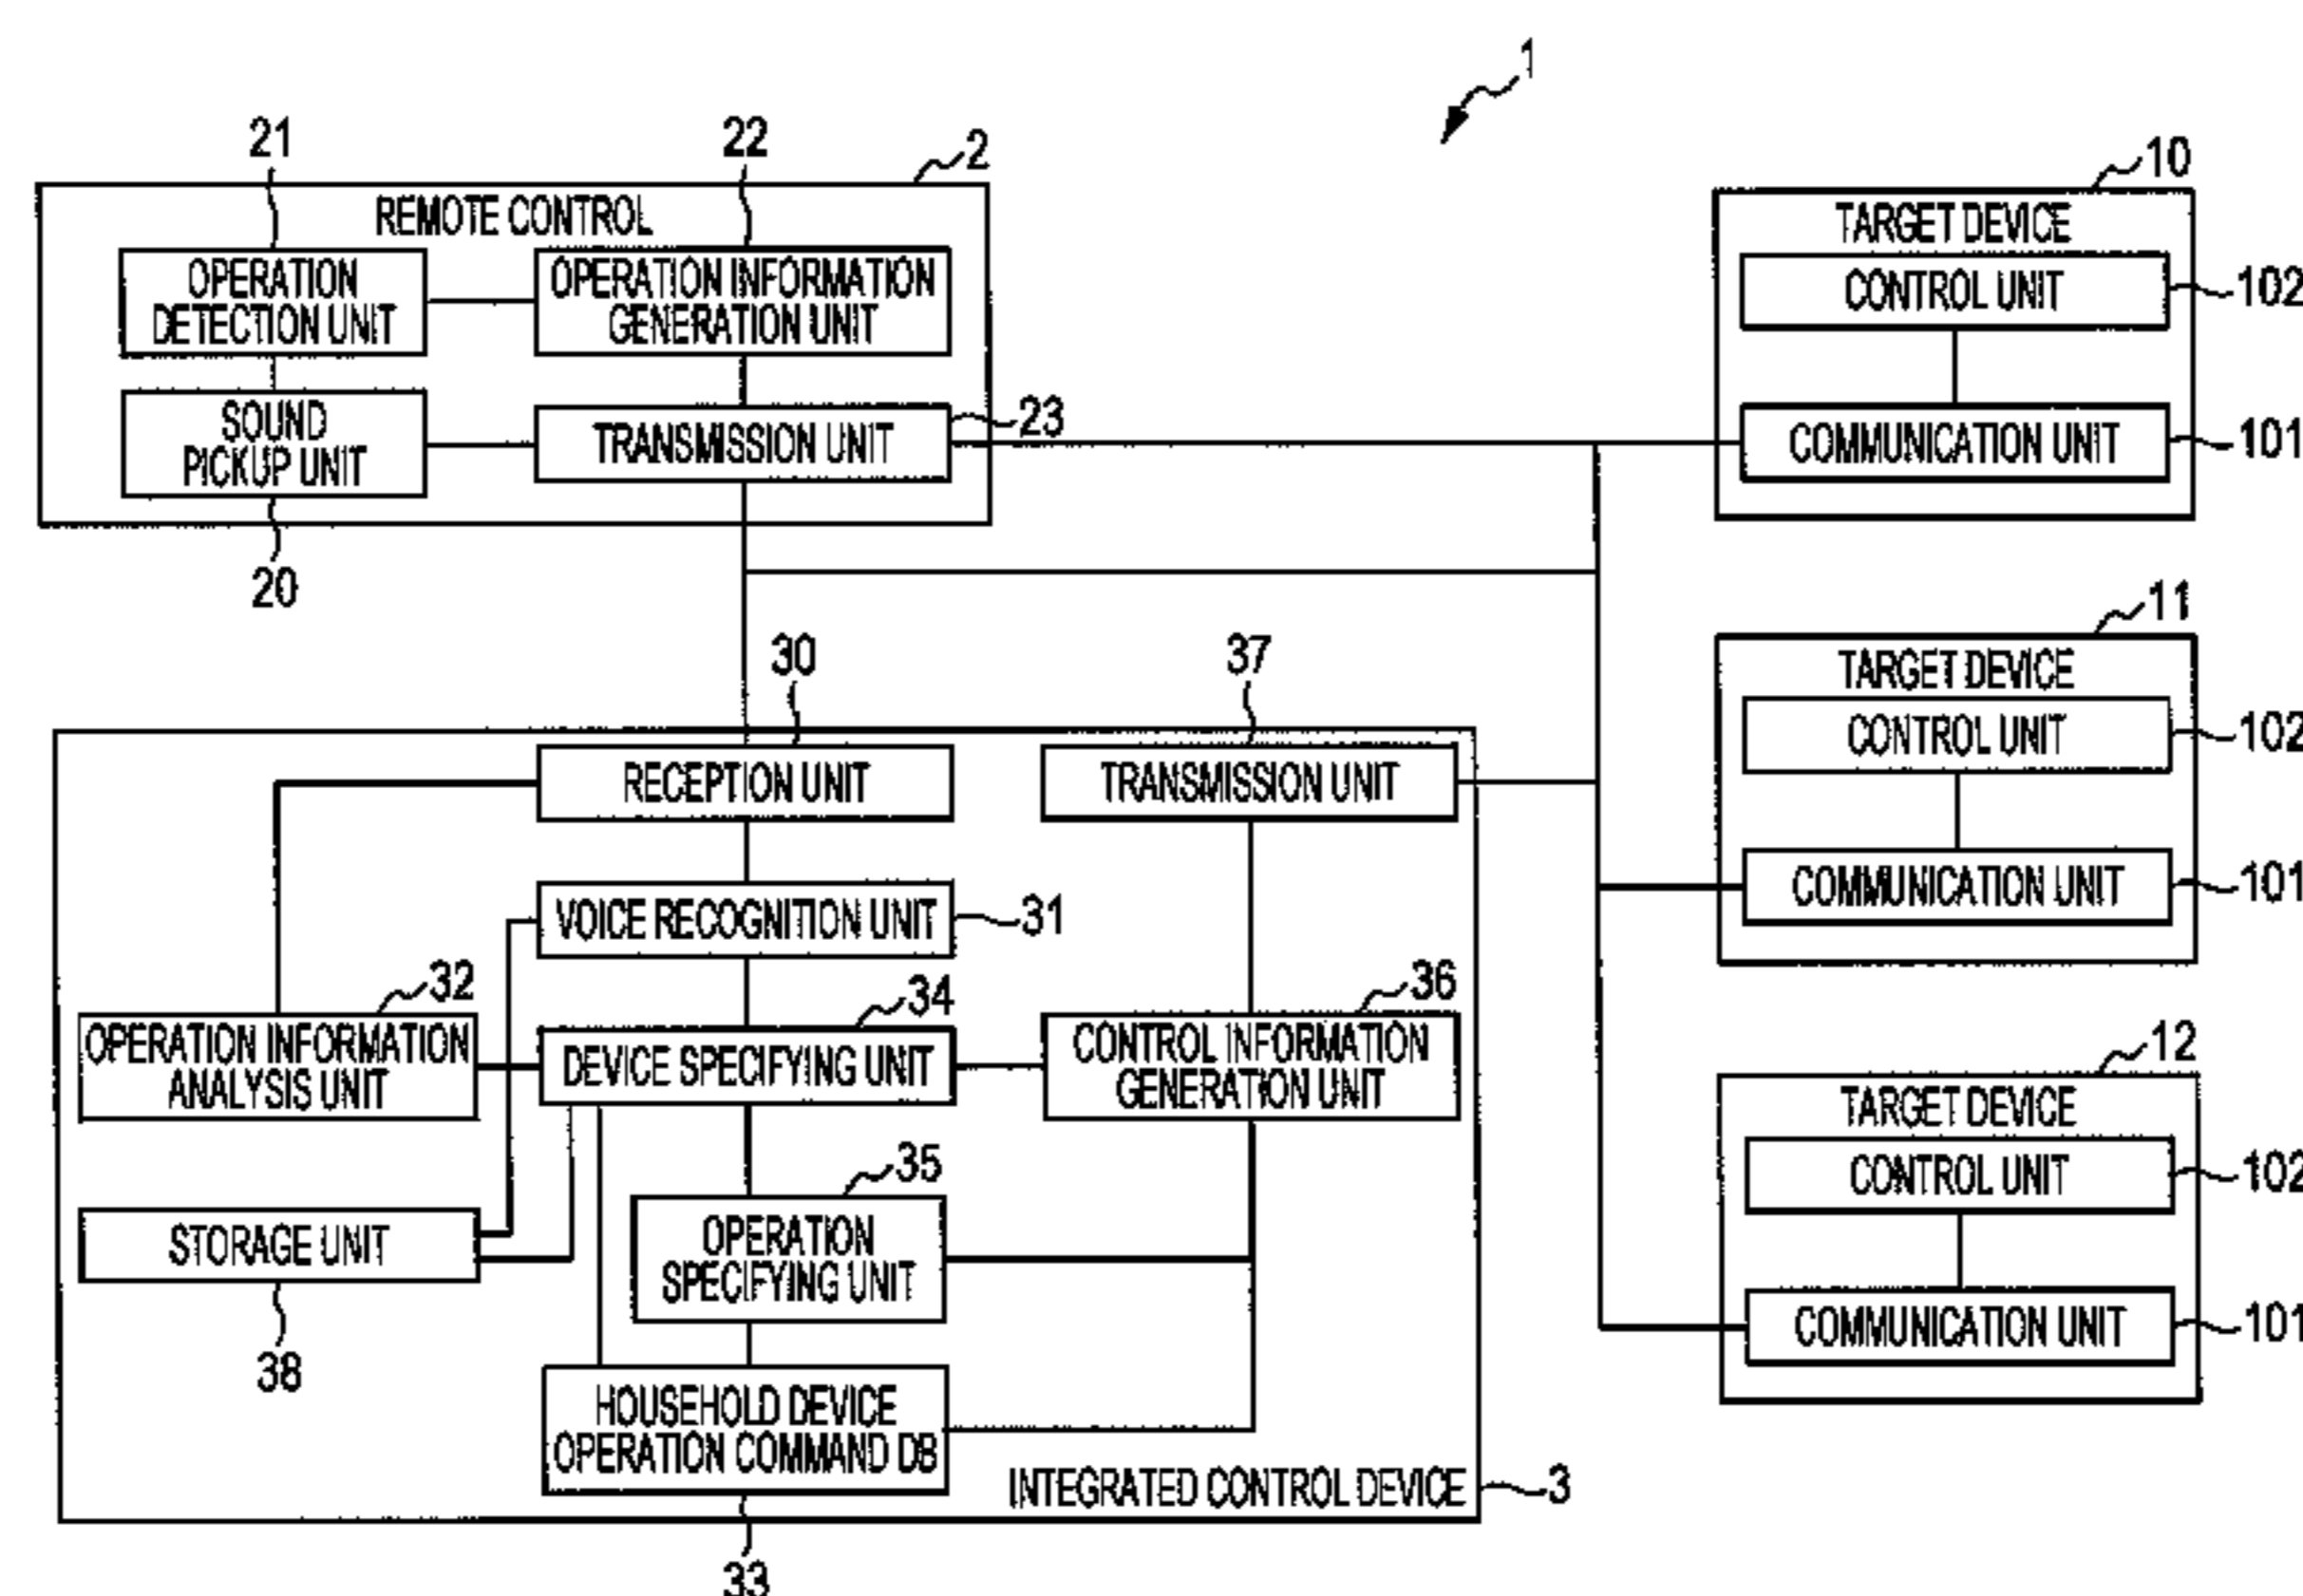 1
21
22
2
REMOTE CONTROL
OPERATION
DETECTION UNIT
OPERATION INFORMATION
GENERATION UNIT
SOUND
PICKUP UNIT
TRANSMISSION UNIT
23
20
10
TARGET DEVICE
CONTROL UNIT
102
COMMUNICATION UNIT
101
11
TARGET DEVICE
CONTROL UNIT
102
COMMUNICATION UNIT
101
12
TARGET DEVICE
CONTROL UNIT
102
COMMUNICATION UNIT
101
30
37
RECEPTION UNIT
TRANSMISSION UNIT
VOICE RECOGNITION UNIT
31
32
34
36
OPERATION INFORMATION
ANALYSIS UNIT
DEVICE SPECIFYING UNIT
CONTROL INFORMATION
GENERATION UNIT
35
STORAGE UNIT
38
OPERATION
SPECIFYING UNIT
HOUSEHOLD DEVICE
OPERATION COMMAND DB
33
INTEGRATED CONTROL DEVICE
3